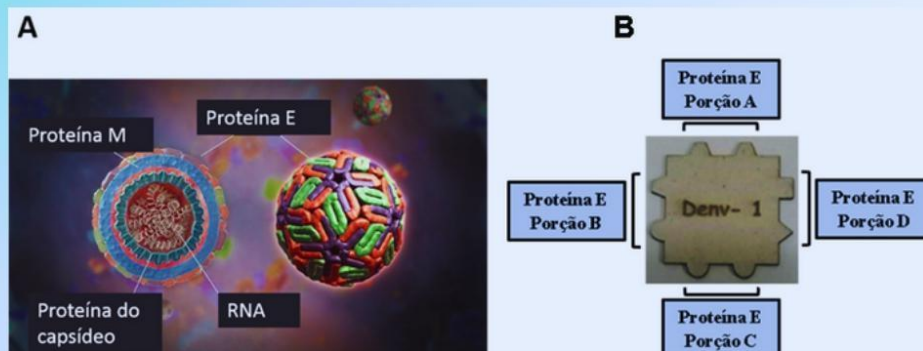 A
Proteína M
Proteína E
Proteína do
capsídeo
RNA
B
Proteína E
Porção A
Proteína E
Porção B
Denv- 1
Proteína E
Porção D
Proteína E
Porção C